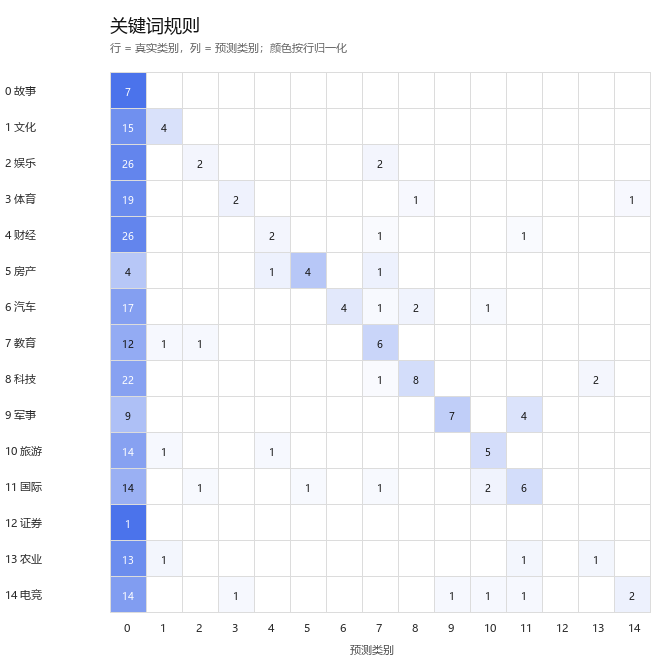 关键词规则
行 = 真实类别，列 = 预测类别；颜色按行归一化
0 故事 7
1 文化 15 4
2 娱乐 26 2 2
3 体育 19 2 1 1
4 财经 26 2 1 1
5 房产 4 1 4 1
6 汽车 17 4 1 2 1
7 教育 12 1 1 6
8 科技 22 1 8 2
9 军事 9 7 4
10 旅游 14 1 1 5
11 国际 14 1 1 1 2 6
12 证券 1
13 农业 13 1 1 1
14 电竞 14 1 1 1 1 2
0 1 2 3 4 5 6 7 8 9 10 11 12 13 14
预测类别